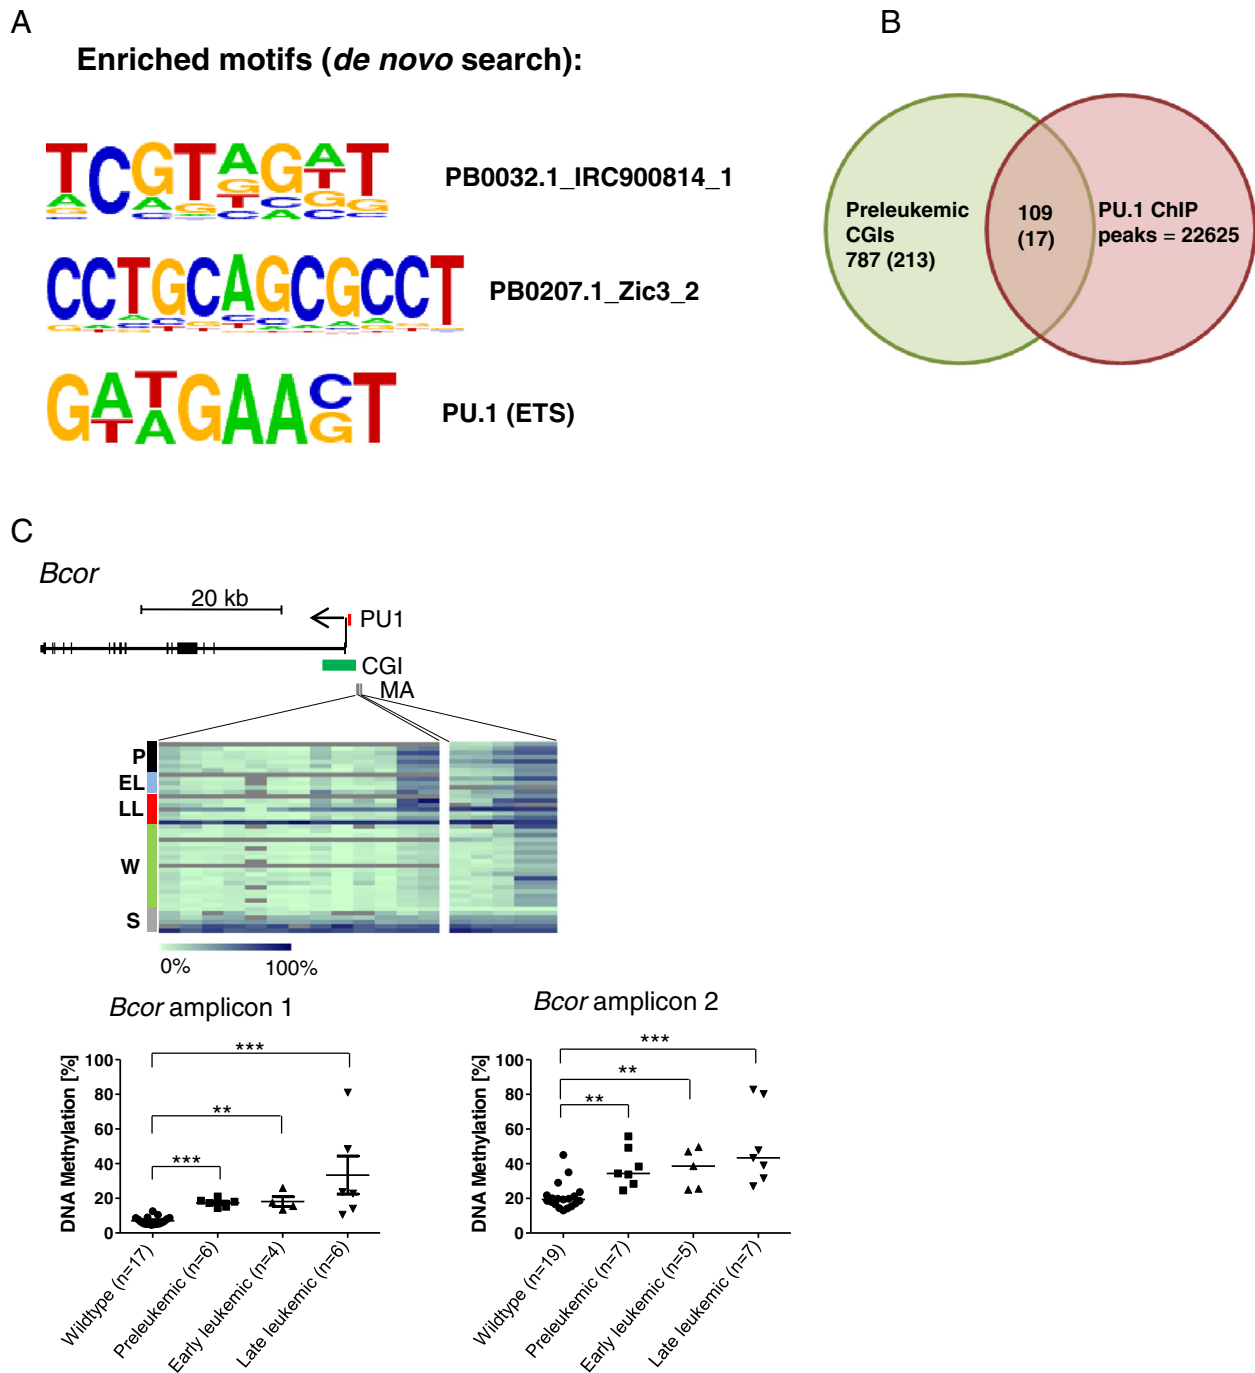 A
Enriched motifs (de novo search):
TCGTAGAT
PB0032.1_IRC900814_1
CCTGCAGCGCCT
PB0207.1_Zic3_2
GATGAACT
PU.1 (ETS)
B
Preleukemic
CGIs
787 (213)
109
(17)
PU.1 ChIP
peaks = 22625
C
Bcor
20 kb
PU1
CGI
MA
P
EL
LL
W
S
0% 100%
Bcor amplicon 1
DNA Methylation [%]
100
80
60
40
20
0
***
**
***
Wildtype (n=17)
Preleukemic (n=6)
Early leukemic (n=4)
Late leukemic (n=6)
Bcor amplicon 2
DNA Methylation [%]
100
80
60
40
20
0
***
**
**
Wildtype (n=19)
Preleukemic (n=7)
Early leukemic (n=5)
Late leukemic (n=7)